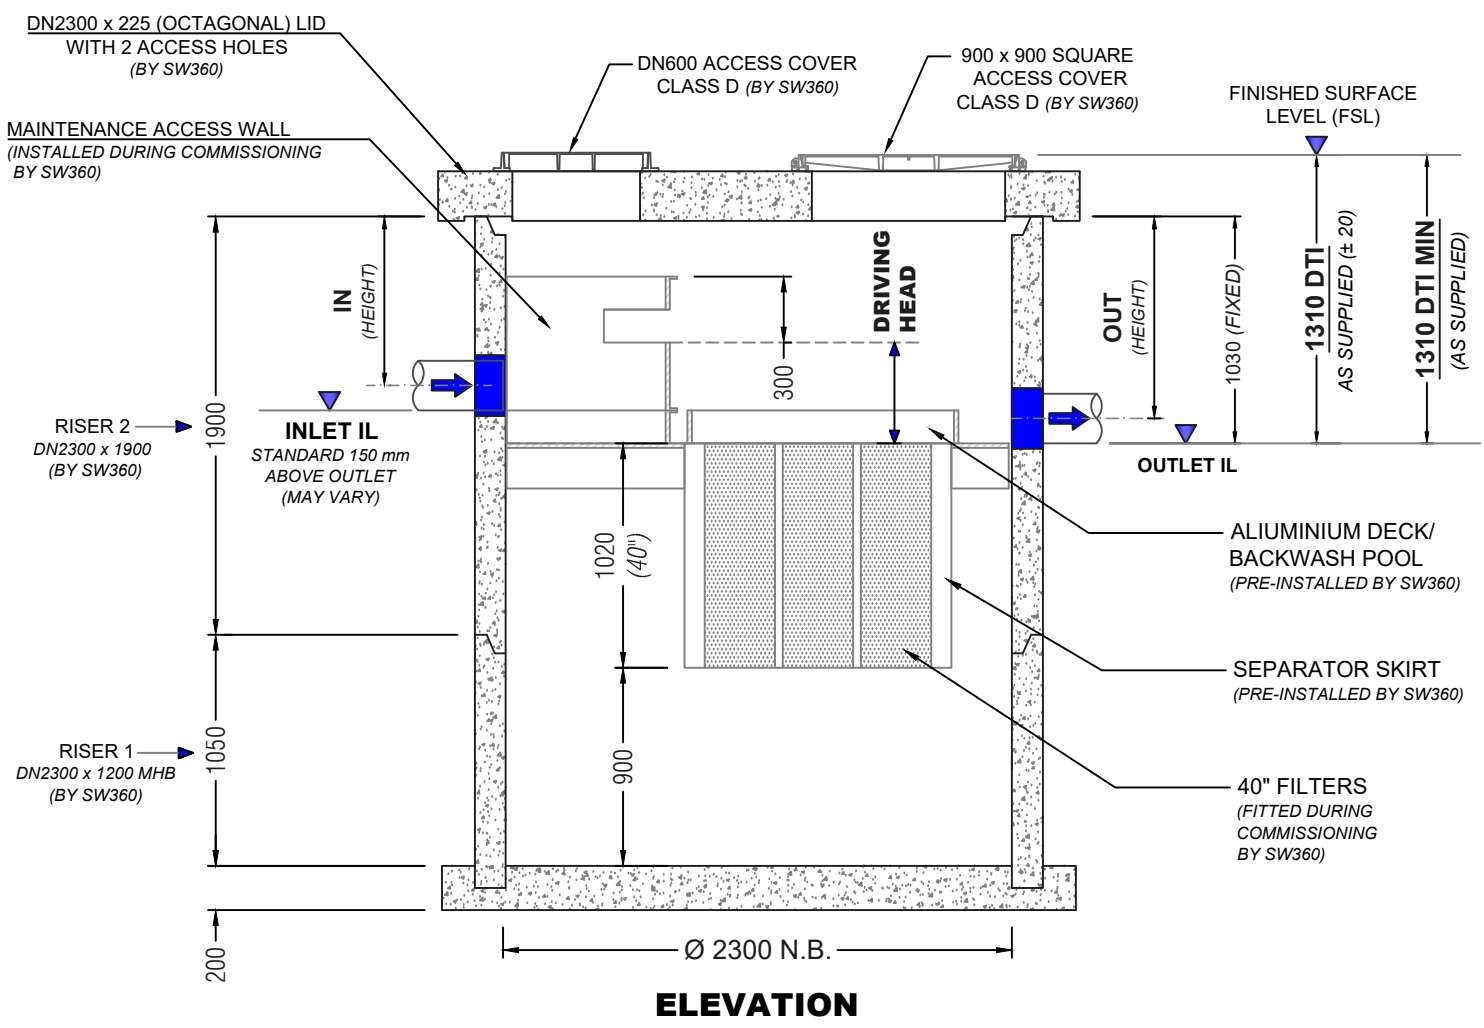 DN2300 x 225 (OCTAGONAL) LID
WITH 2 ACCESS HOLES
(BY SW360)
DN600 ACCESS COVER
CLASS D (BY SW360)
900 x 900 SQUARE
ACCESS COVER
CLASS D (BY SW360)
FINISHED SURFACE
LEVEL (FSL)
MAINTENANCE ACCESS WALL
(INSTALLED DURING COMMISSIONING
BY SW360)
IN
(HEIGHT)
DRIVING
HEAD
300
OUT
(HEIGHT)
1030 (FIXED)
1310 DTI
AS SUPPLIED (± 20)
1310 DTI MIN
(AS SUPPLIED)
RISER 2
DN2300 x 1900
(BY SW360)
1900
INLET IL
STANDARD 150 mm
ABOVE OUTLET
(MAY VARY)
OUTLET IL
1020
(40")
ALIUMINIUM DECK/
BACKWASH POOL
(PRE-INSTALLED BY SW360)
SEPARATOR SKIRT
(PRE-INSTALLED BY SW360)
RISER 1
DN2300 x 1200 MHB
(BY SW360)
1050
900
40" FILTERS
(FITTED DURING
COMMISSIONING
BY SW360)
200
Ø 2300 N.B.
ELEVATION